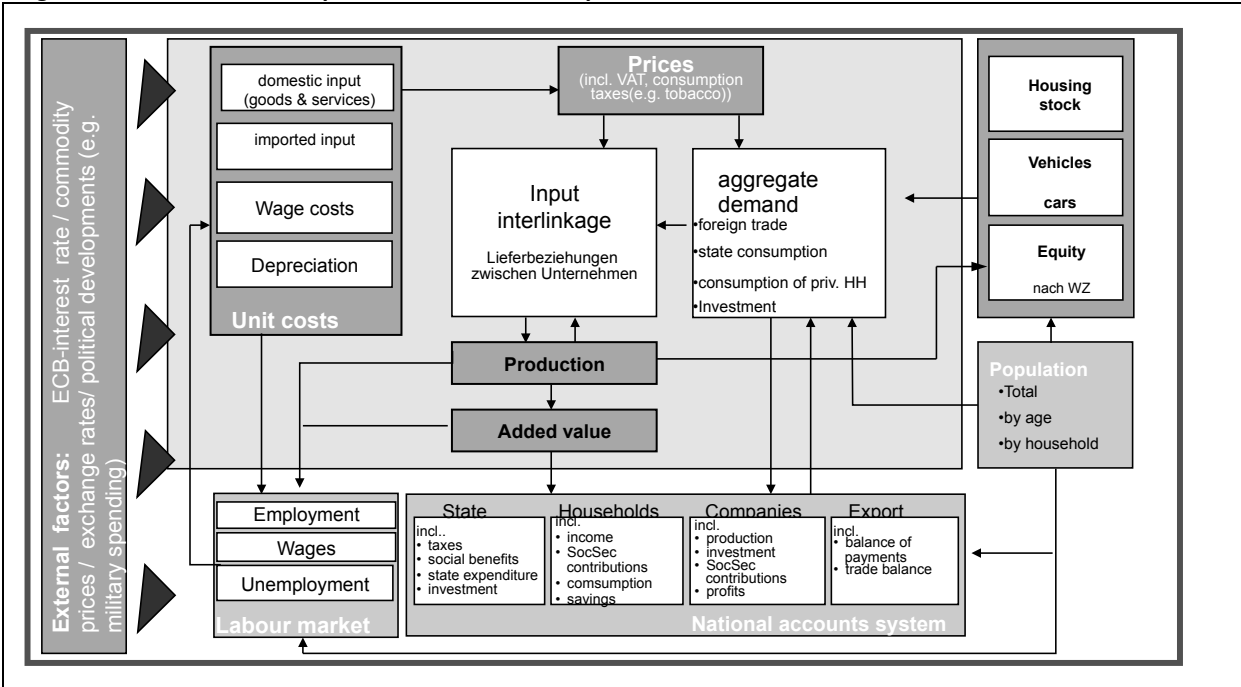 External factors: ECB-interest rate / commodity
prices / exchange rates/ political developments (e.g.
military spending)
domestic input
(goods & services)
imported input
Wage costs
Depreciation
Unit costs
Prices
(incl. VAT, consumption
taxes(e.g. tobacco))
Input
interlinkage
Lieferbeziehungen
zwischen Unternehmen
aggregate
demand
•foreign trade
•state consumption
•consumption of priv. HH
•Investment
Housing
stock
Vehicles
cars
Equity
nach WZ
Production
Added value
Population
•Total
•by age
•by household
Employment
Wages
Unemployment
Labour market
State
incl..
• taxes
• social benefits
• state expenditure
• investment
Households
incl.
• income
• SocSec
contributions
• comsumption
• savings
Companies
incl.
• production
• investment
• SocSec
contributions
• profits
Export
incl.
• balance of
payments
• trade balance
National accounts system